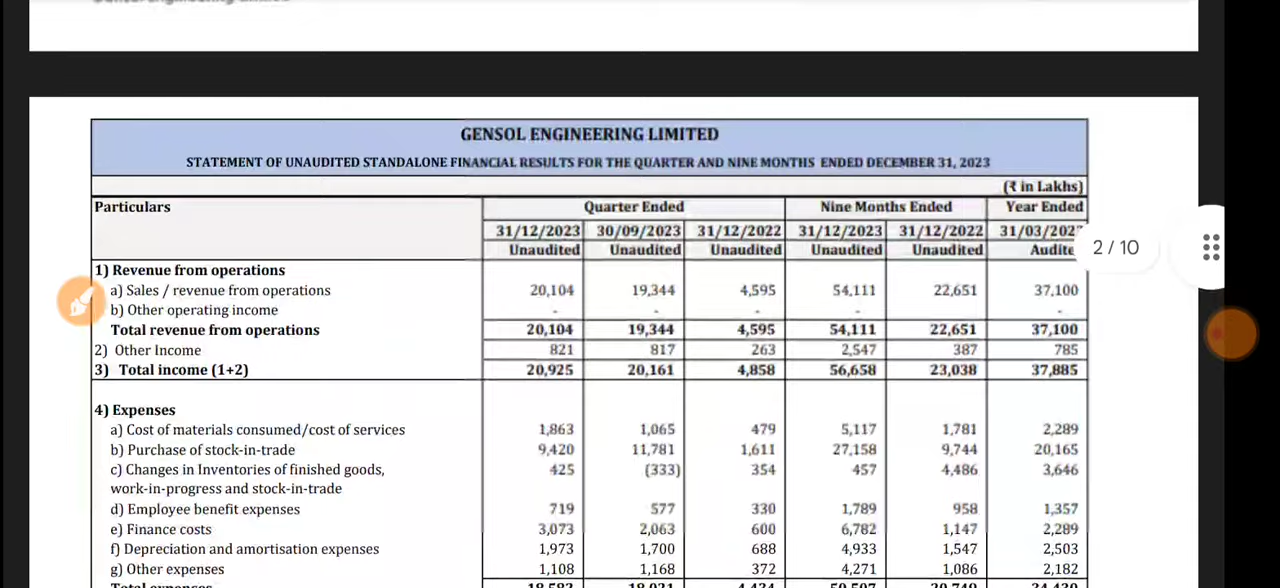 GENSOL ENGINEERING LIMITED
STATEMENT OF UNAUDITED STANDALONE FINANCIAL RESULTS FOR THE QUARTER AND NINE MONTHS ENDED DECEMBER 31, 2023
(₹ in Lakhs)
Particulars Quarter Ended Nine Months Ended Year Ended
31/12/2023 30/09/2023 31/12/2022 31/12/2023 31/12/2022 31/03/202
Unaudited Unaudited Unaudited Unaudited Unaudited Audite
2 / 10
1) Revenue from operations
a) Sales / revenue from operations 20,104 19,344 4,595 54,111 22,651 37,100
b) Other operating income - - - - - -
Total revenue from operations 20,104 19,344 4,595 54,111 22,651 37,100
2) Other Income 821 817 263 2,547 387 785
3) Total income (1+2) 20,925 20,161 4,858 56,658 23,038 37,885
4) Expenses
a) Cost of materials consumed/cost of services 1,863 1,065 479 5,117 1,781 2,289
b) Purchase of stock-in-trade 9,420 11,781 1,611 27,158 9,744 20,165
c) Changes in Inventories of finished goods, 425 (333) 354 457 4,486 3,646
work-in-progress and stock-in-trade
d) Employee benefit expenses 719 577 330 1,789 958 1,357
e) Finance costs 3,073 2,063 600 6,782 1,147 2,289
f) Depreciation and amortisation expenses 1,973 1,700 688 4,933 1,547 2,503
g) Other expenses 1,108 1,168 372 4,271 1,086 2,182